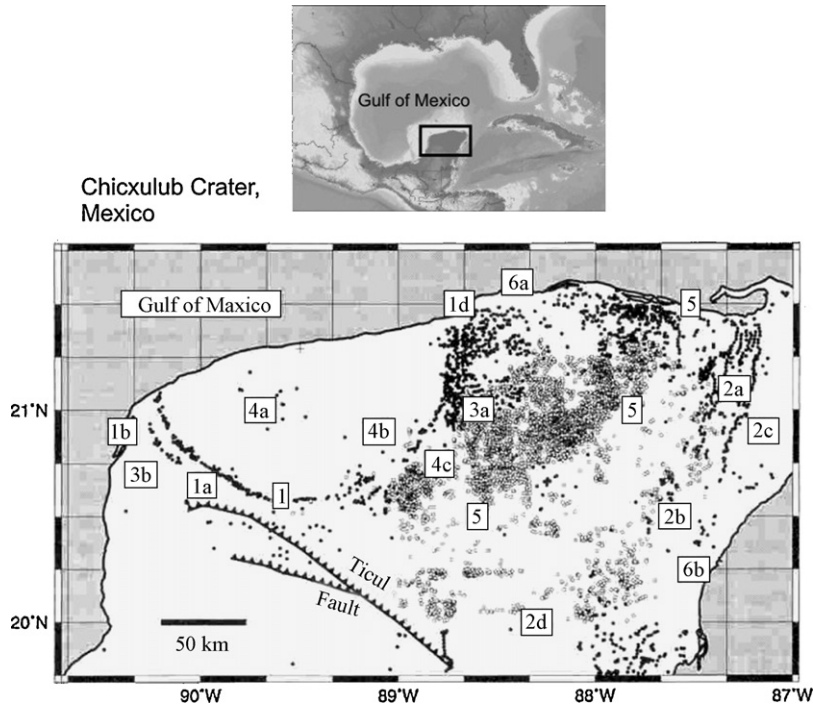 Gulf of Mexico
Chicxulub Crater,
Mexico
6a
Gulf of Maxico
1d
5
21°N
4a
3a
5
2a
1b
4b
2c
3b
1a
1
4c
5
2b
Ticul
Fault
6b
20°N
50 km
2d
90°W
89°W
88°W
87°W